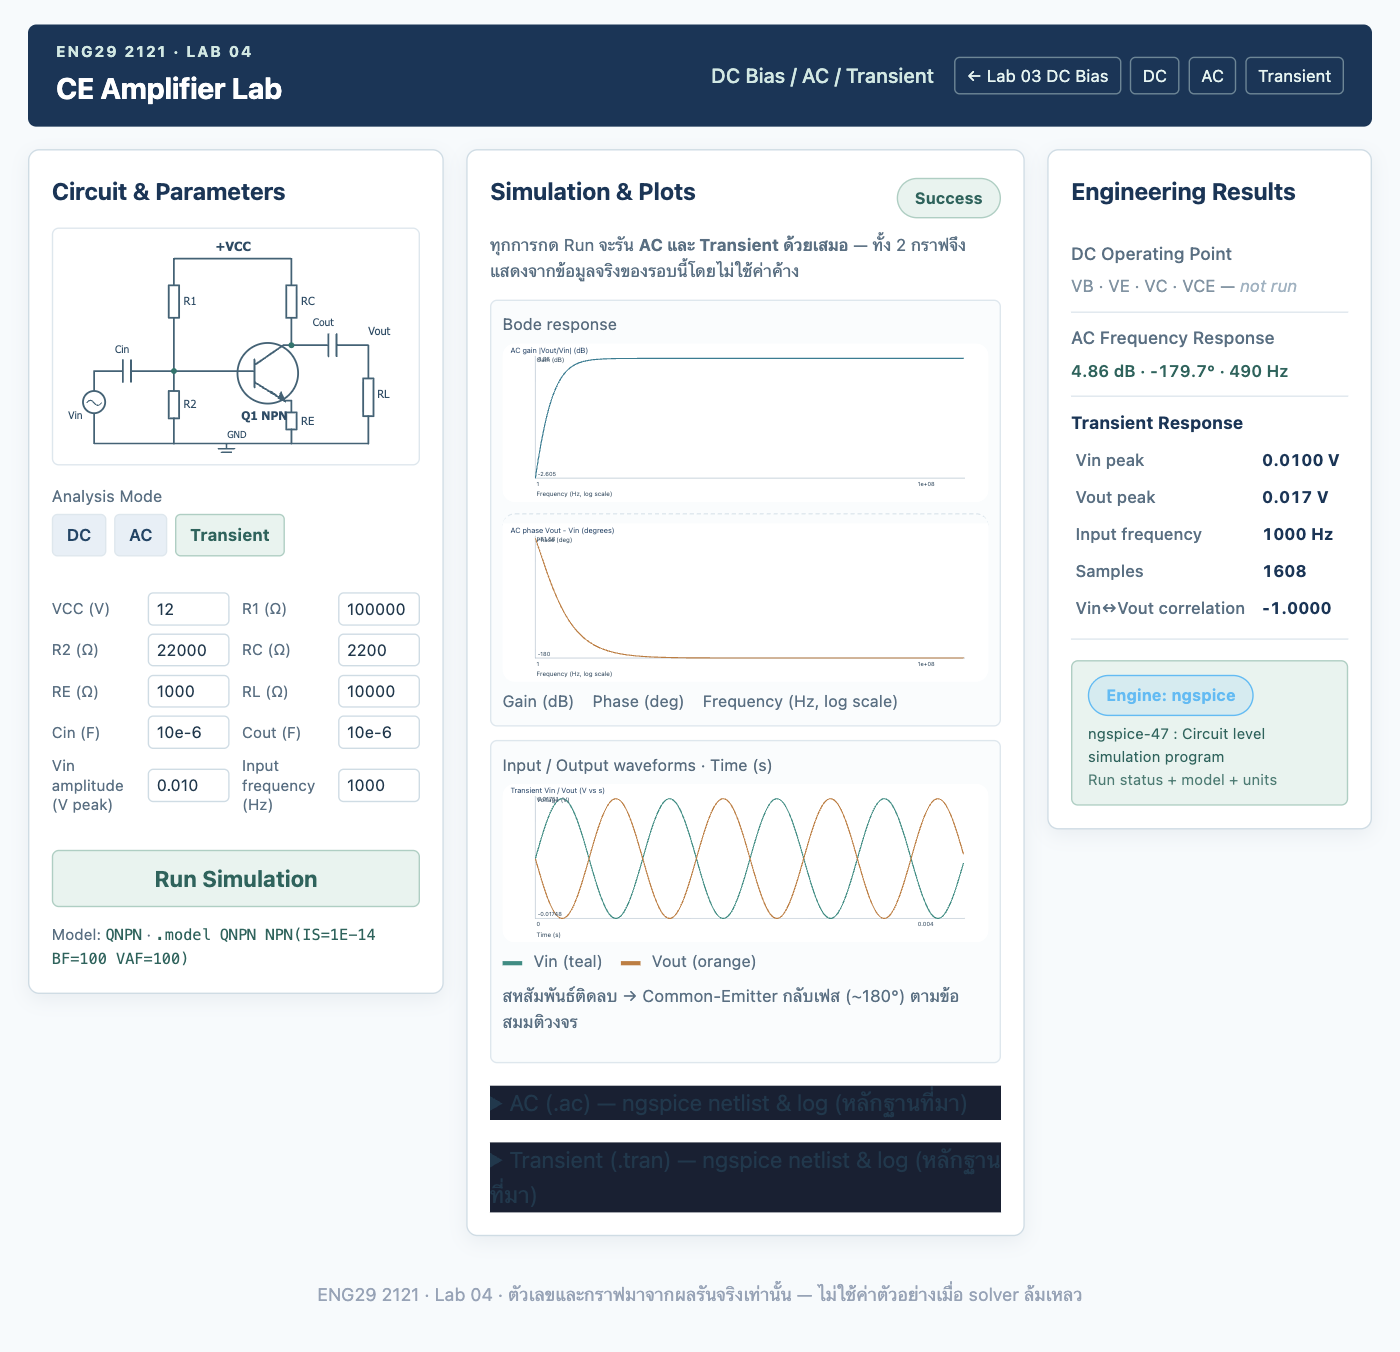 ENG29 2121 · LAB 04
CE Amplifier Lab
DC Bias / AC / Transient
← Lab 03 DC Bias
DC
AC
Transient
Circuit & Parameters
+VCC
R1
RC
Cout
Vout
Cin
Vin
R2
Q1 NPN
RE
RL
GND
Analysis Mode
DC
AC
Transient
VCC (V) 12 R1 (Ω) 100000
R2 (Ω) 22000 RC (Ω) 2200
RE (Ω) 1000 RL (Ω) 10000
Cin (F) 10e-6 Cout (F) 10e-6
Vin amplitude (V peak) 0.010 Input frequency (Hz) 1000
Run Simulation
Model: QNPN · .model QNPN NPN(IS=1E-14
BF=100 VAF=100)
Simulation & Plots
Success
ทุกการกด Run จะรัน AC และ Transient ด้วยเสมอ — ทั้ง 2 กราฟจึง
แสดงจากข้อมูลจริงของรอบนี้โดยไม่ใช้ค่าค้าง
Bode response
AC gain |Vout/Vin| (dB)
-2.605
1
1e+08
Frequency (Hz, log scale)
AC phase Vout - Vin (degrees)
-180
1
1e+08
Frequency (Hz, log scale)
Gain (dB) Phase (deg) Frequency (Hz, log scale)
Input / Output waveforms · Time (s)
Transient Vin / Vout (V vs s)
0
0.004
Time (s)
Vin (teal) Vout (orange)
สหสัมพันธ์ติดลบ → Common-Emitter กลับเฟส (~180°) ตามข้อ
สมมติวงจร
▶ AC (.ac) — ngspice netlist & log (หลักฐานที่มา)
▶ Transient (.tran) — ngspice netlist & log (หลักฐาน
ที่มา)
Engineering Results
DC Operating Point
VB · VE · VC · VCE — not run
AC Frequency Response
4.86 dB · -179.7° · 490 Hz
Transient Response
Vin peak 0.0100 V
Vout peak 0.017 V
Input frequency 1000 Hz
Samples 1608
Vin↔Vout correlation -1.0000
Engine: ngspice
ngspice-47 : Circuit level
simulation program
Run status + model + units
ENG29 2121 · Lab 04 · ตัวเลขและกราฟมาจากผลรันจริงเท่านั้น — ไม่ใช้ค่าตัวอย่างเมื่อ solver ล้มเหลว